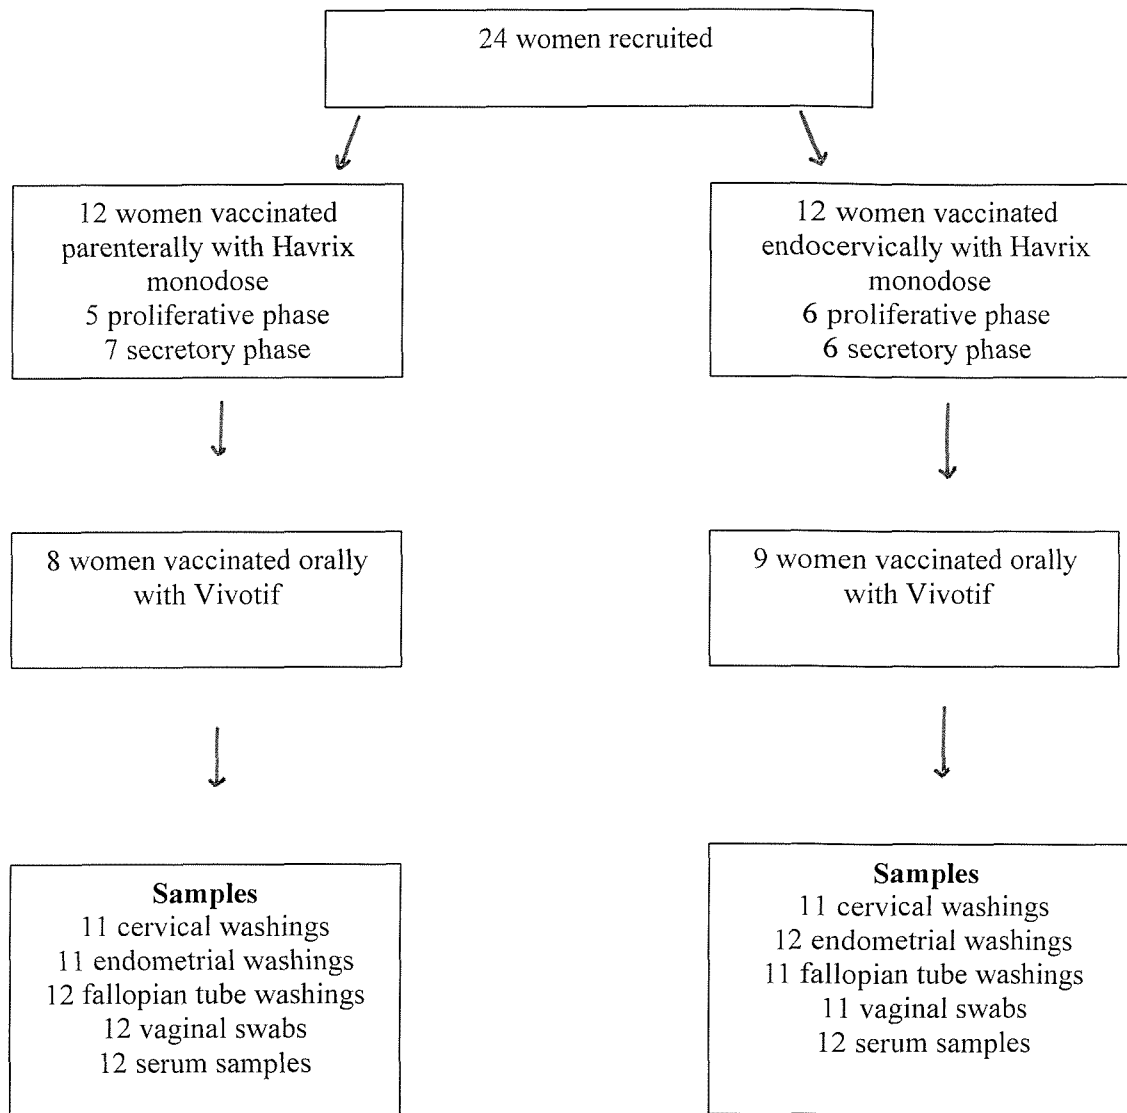 24 women recruited
12 women vaccinated
parenterally with Havrix
monodose
5 proliferative phase
7 secretory phase
12 women vaccinated
endocervically with Havrix
monodose
6 proliferative phase
6 secretory phase
8 women vaccinated orally
with Vivotif
9 women vaccinated orally
with Vivotif
Samples
11 cervical washings
11 endometrial washings
12 fallopian tube washings
12 vaginal swabs
12 serum samples
Samples
11 cervical washings
12 endometrial washings
11 fallopian tube washings
11 vaginal swabs
12 serum samples